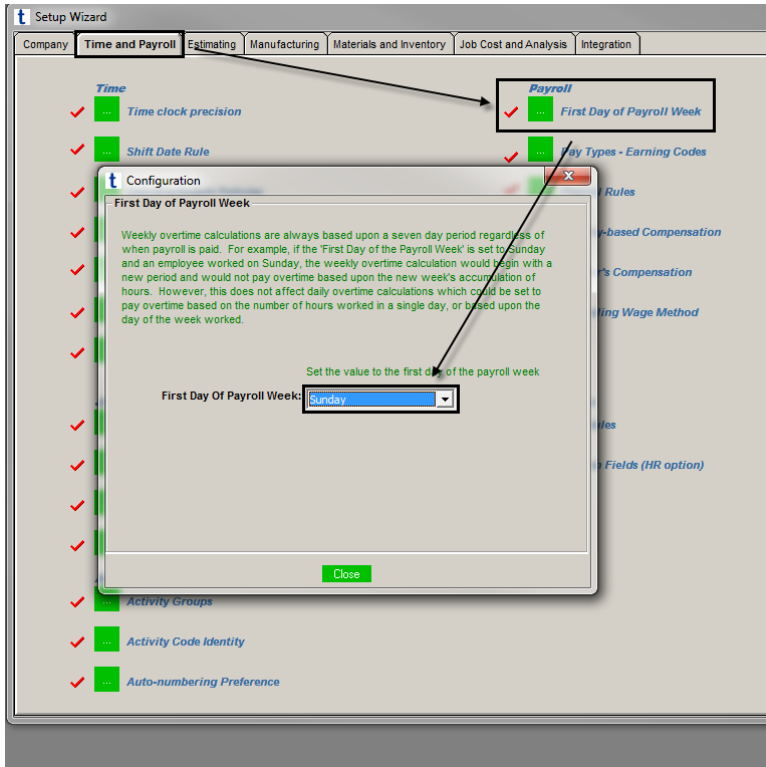 t Setup Wizard
Company Time and Payroll Estimating Manufacturing Materials and Inventory Job Cost and Analysis Integration
Time Payroll
... Time clock precision ... First Day of Payroll Week
... Shift Date Rule ... Pay Types - Earning Codes
t Configuration X
Rules
First Day of Payroll Week
-based Compensation
Weekly overtime calculations are always based upon a seven day period regardless of
when payroll is paid. For example, if the 'First Day of the Payroll Week' is set to Sunday
and an employee worked on Sunday, the weekly overtime calculation would begin with a
new period and would not pay overtime based upon the new week's accumulation of
hours. However, this does not affect daily overtime calculations which could be set to
pay overtime based on the number of hours worked in a single day, or based upon the
day of the week worked.
's Compensation
ling Wage Method
Set the value to the first day of the payroll week
First Day Of Payroll Week: Sunday
Fields (HR option)
Close
... Activity Groups
... Activity Code Identity
... Auto-numbering Preference